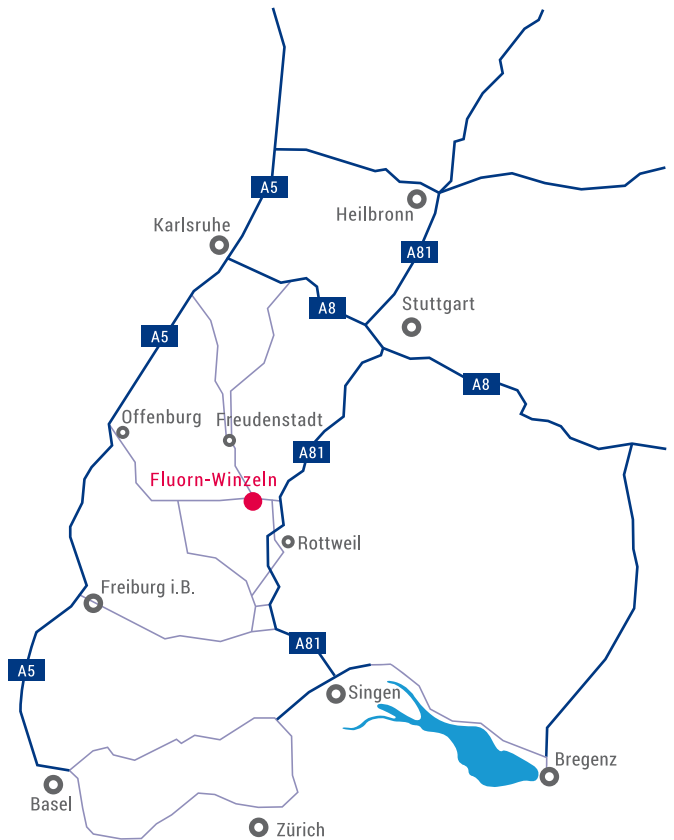 A5
Heilbronn
Karlsruhe
A81
A8
Stuttgart
A5
A8
Offenburg
Freudenstadt
A81
Fluorn-Winzeln
Rottweil
Freiburg i.B.
A81
A5
Singen
Bregenz
Basel
Zürich